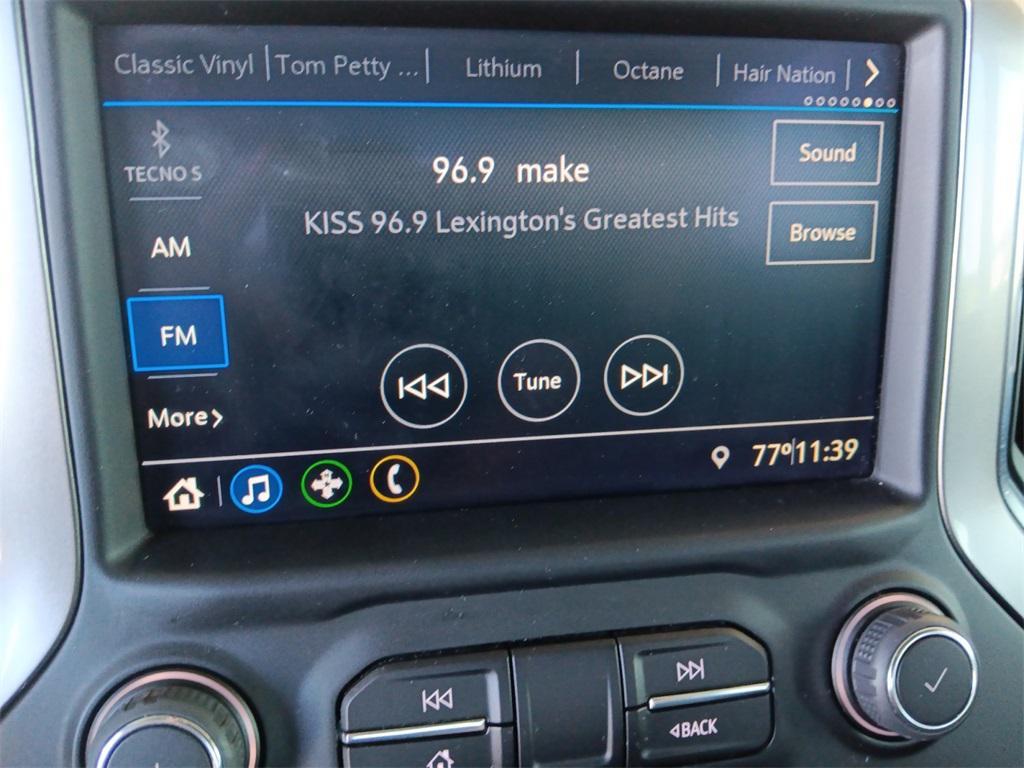 Classic Vinyl Tom Petty ... Lithium Octane Hair Nation
TECNO S
96.9 make
Sound
KISS 96.9 Lexington's Greatest Hits
AM
Browse
FM
Tune
More
77°11:39
BACK